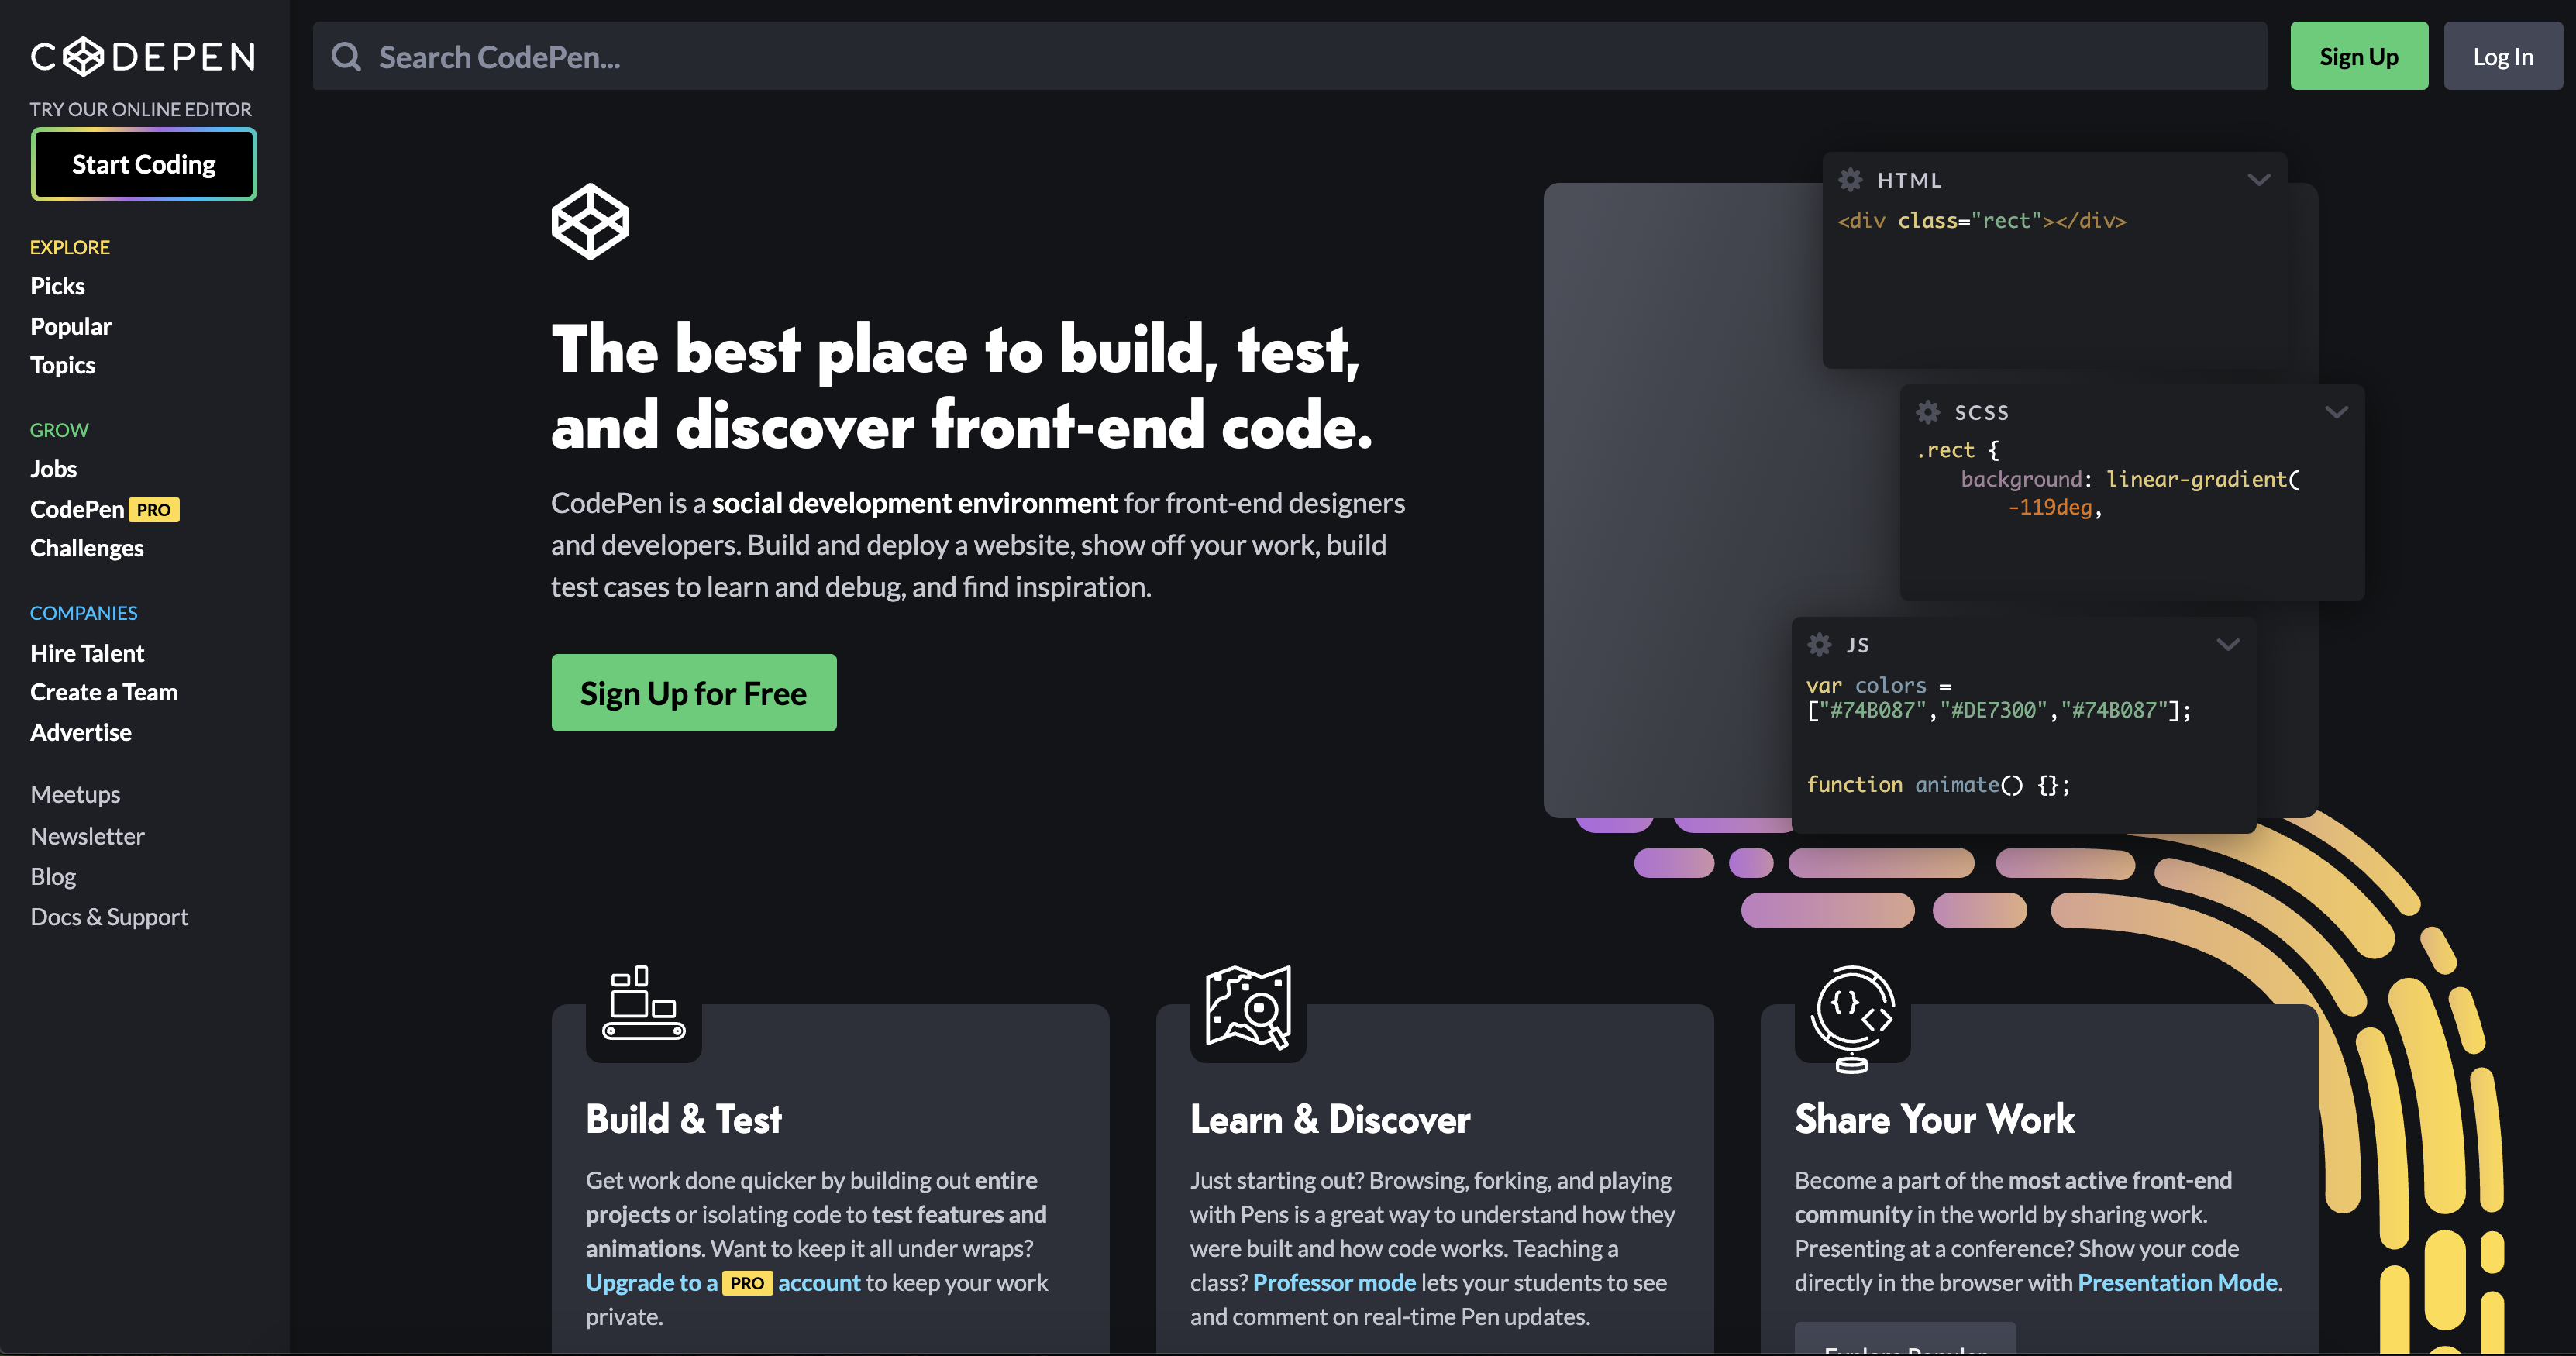 CODEPEN
TRY OUR ONLINE EDITOR
Start Coding
EXPLORE
Picks
Popular
Topics
GROW
Jobs
CodePen PRO
Challenges
COMPANIES
Hire Talent
Create a Team
Advertise
Meetups
Newsletter
Blog
Docs & Support
Search CodePen...
Sign Up
Log In
The best place to build, test,
and discover front-end code.
CodePen is a social development environment for front-end designers
and developers. Build and deploy a website, show off your work, build
test cases to learn and debug, and find inspiration.
Sign Up for Free
HTML
<div class="rect"></div>
SCSS
.rect {
background: linear-gradient(
-119deg,
JS
var colors =
["#74B087","#DE7300","#74B087"];
function animate() {};
Build & Test
Get work done quicker by building out entire
projects or isolating code to test features and
animations. Want to keep it all under wraps?
Upgrade to a PRO account to keep your work
private.
Learn & Discover
Just starting out? Browsing, forking, and playing
with Pens is a great way to understand how they
were built and how code works. Teaching a
class? Professor mode lets your students to see
and comment on real-time Pen updates.
Share Your Work
Become a part of the most active front-end
community in the world by sharing work.
Presenting at a conference? Show your code
directly in the browser with Presentation Mode.
Explore Popular